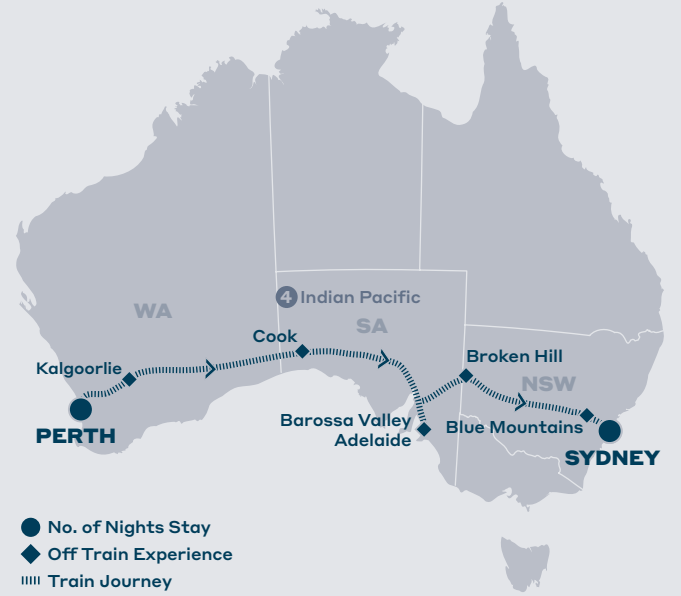 4 Indian Pacific
WA
SA
Cook
Kalgoorlie
Broken Hill
NSW
PERTH
Barossa Valley
Adelaide
Blue Mountains
SYDNEY
No. of Nights Stay
Off Train Experience
Train Journey